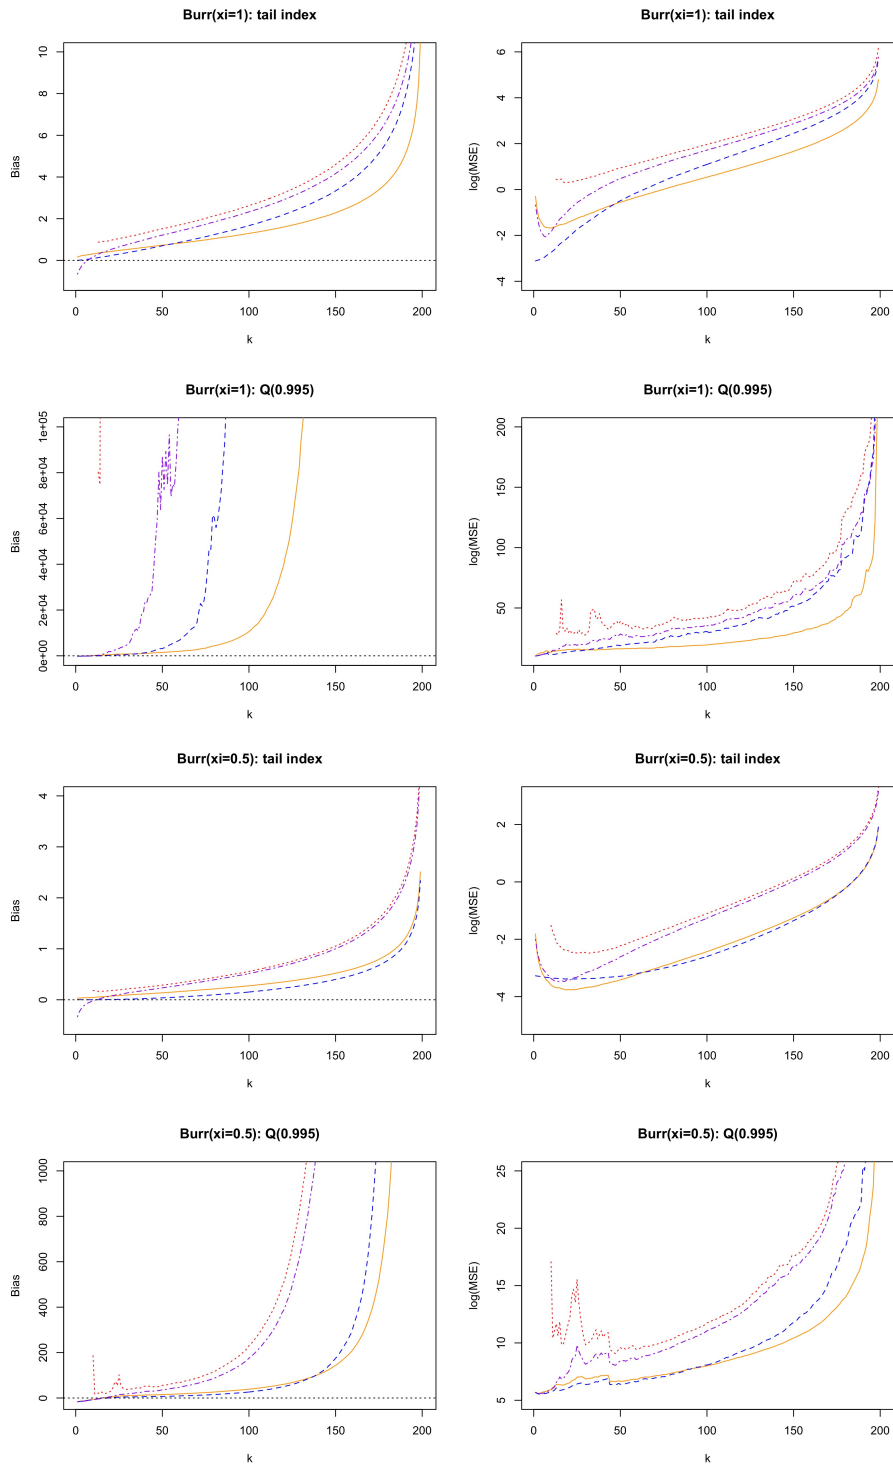 Burr(xi=1): tail index
Burr(xi=1): tail index
Bias
0 2 4 6 8 10
0 50 100 150 200
k
log(MSE)
-4 -2 0 2 4 6
0 50 100 150 200
k
Burr(xi=1): Q(0.995)
Burr(xi=1): Q(0.995)
Bias
0e+00 2e+04 4e+04 6e+04 8e+04 1e+05
0 50 100 150 200
k
log(MSE)
50 100 150 200
0 50 100 150 200
k
Burr(xi=0.5): tail index
Burr(xi=0.5): tail index
Bias
0 1 2 3 4
0 50 100 150 200
k
log(MSE)
-4 -2 0 2
0 50 100 150 200
k
Burr(xi=0.5): Q(0.995)
Burr(xi=0.5): Q(0.995)
Bias
0 200 400 600 800 1000
0 50 100 150 200
k
log(MSE)
5 10 15 20 25
0 50 100 150 200
k